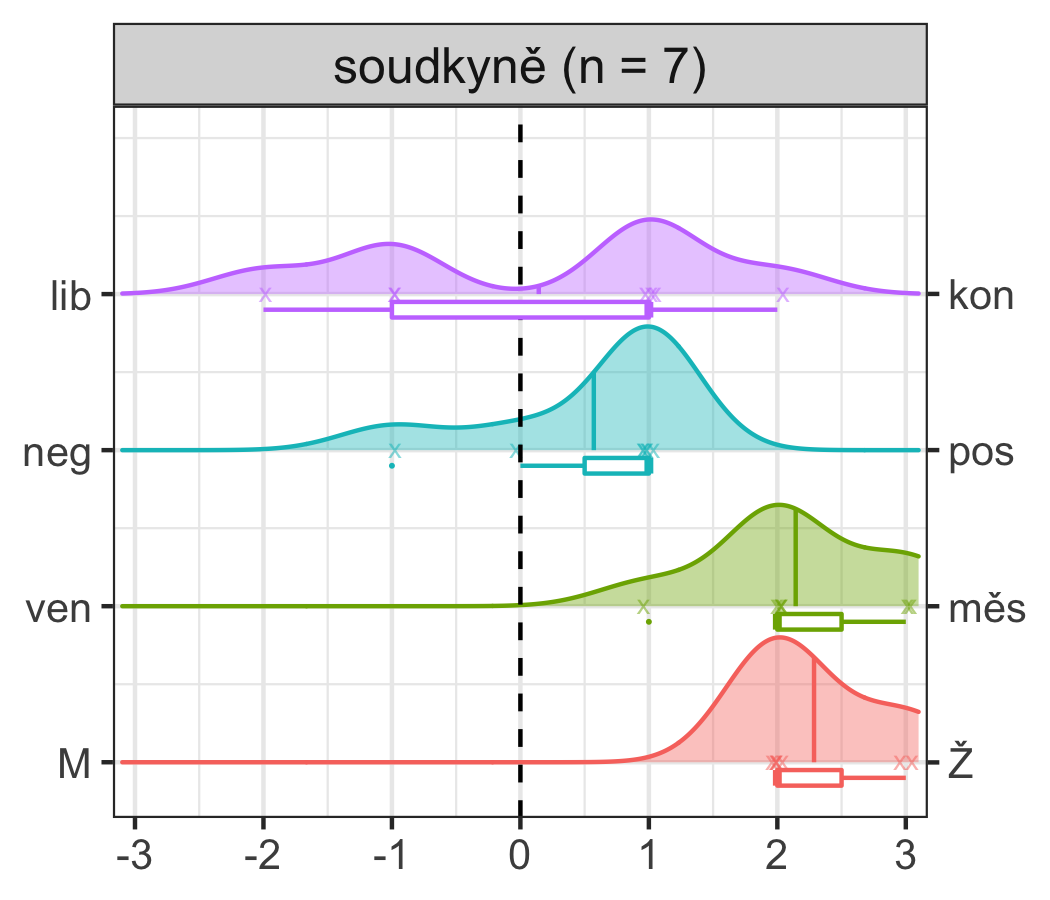 soudkyně (n = 7)
lib kon
neg pos
ven měs
M Ž
-3 -2 -1 0 1 2 3